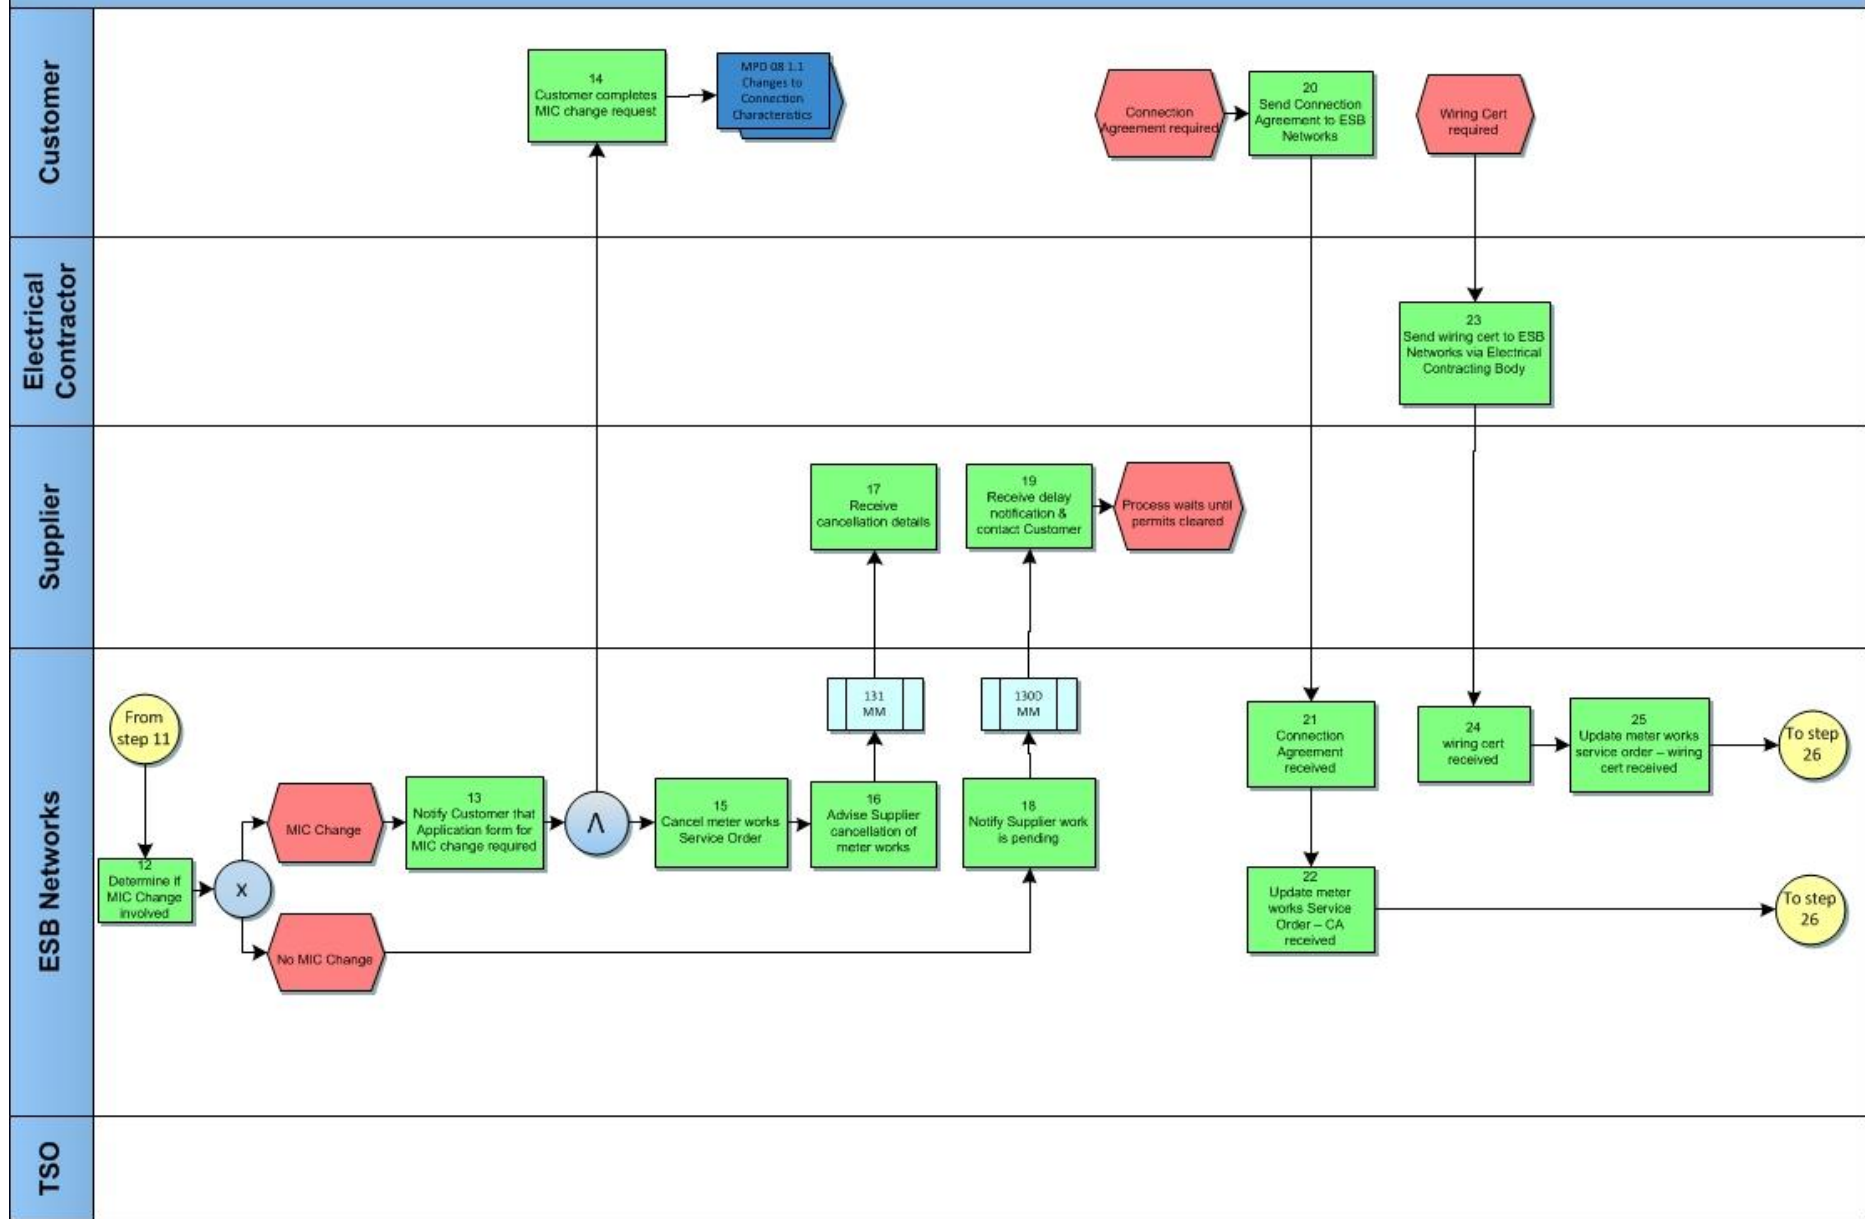 Customer
14
Customer completes
MIC change request
MPD 08 1.1
Changes to
Connection
Characteristics
Connection
Agreement required
20
Send Connection
Agreement to ESB
Networks
Wiring Cert
required
Electrical
Contractor
23
Send wiring cert to ESB
Networks via Electrical
Contracting Body
Supplier
17
Receive
cancellation details
19
Receive delay
notification &
contact Customer
Process waits until
permits cleared
ESB Networks
From
step 11
12
Determine if
MIC Change
involved
X
MIC Change
No MIC Change
13
Notify Customer that
Application form for
MIC change required
Λ
15
Cancel meter works
Service Order
131
MM
16
Advise Supplier
cancellation of
meter works
130D
MM
18
Notify Supplier work
is pending
21
Connection
Agreement
received
22
Update meter
works Service
Order – CA
received
24
wiring cert
received
25
Update meter works
service order – wiring
cert received
To step
26
To step
26
TSO